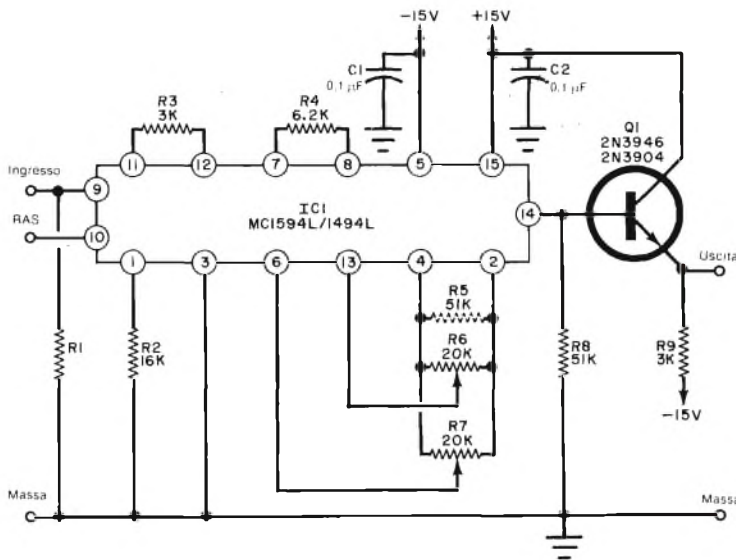 −15V
+15V
C1
0,1 µF
C2
0,1 µF
R3
3K
R4
6.2K
Q1
2N3946
2N3904
11
12
7
8
5
15
Ingresso
9
IC1
MC1594L/1494L
14
RAS
10
1
3
6
13
4
2
Uscita
R5
51K
R6
20K
R1
R2
16K
R8
51K
R9
3K
R7
20K
−15V
Massa
Massa